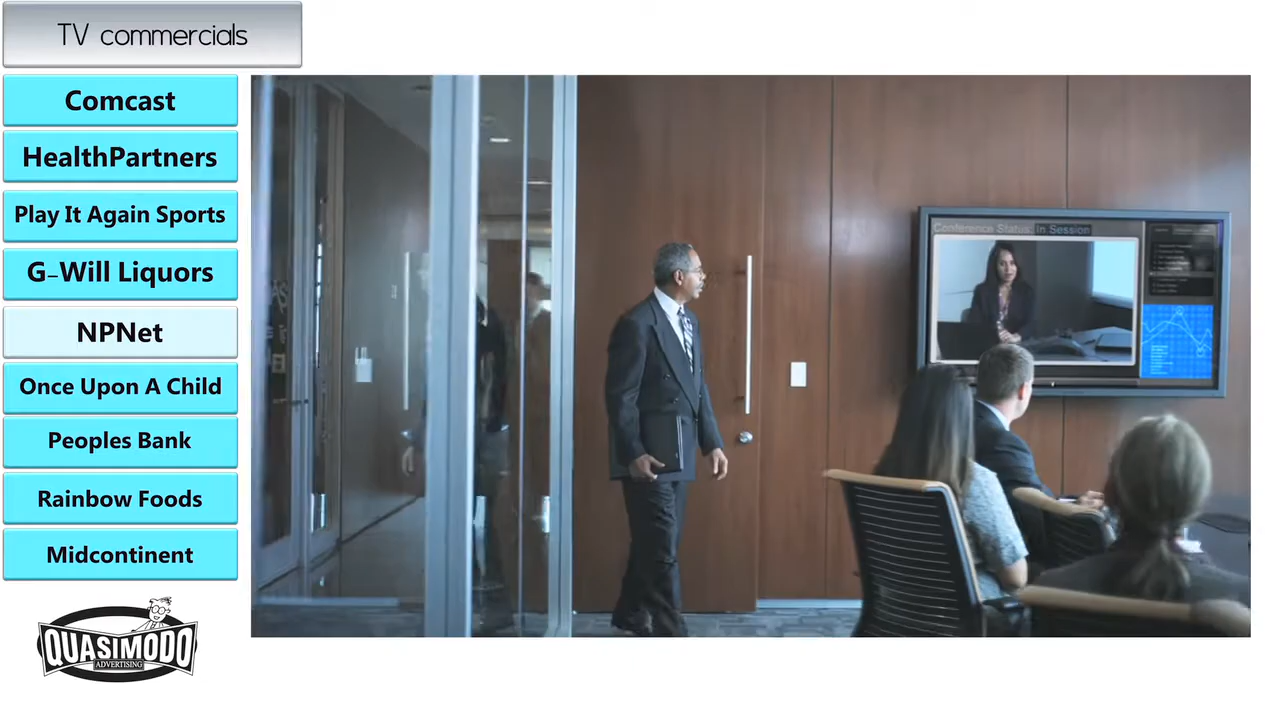 TV commercials
Comcast
HealthPartners
Play It Again Sports
G-Will Liquors
NPNet
Once Upon A Child
Peoples Bank
Rainbow Foods
Midcontinent
QUASIMODO
ADVERTISING
Conference Status: In Session